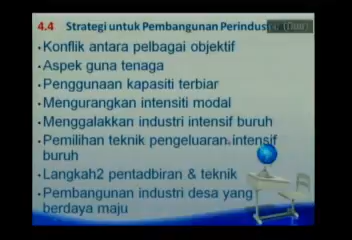 4.4 Strategi untuk Pembangunan
• Konflik antara pelbagai objektif
• Aspek guna tenaga
• Penggunaan kapasiti terbiar
• Mengurangkan intensiti modal
• Menggalakkan industri intensif buruh
• Pemilihan teknik pengeluaran intensif
buruh
• Langkah2 pentadbiran & teknik
• Pembangunan industri desa yang
berdaya maju